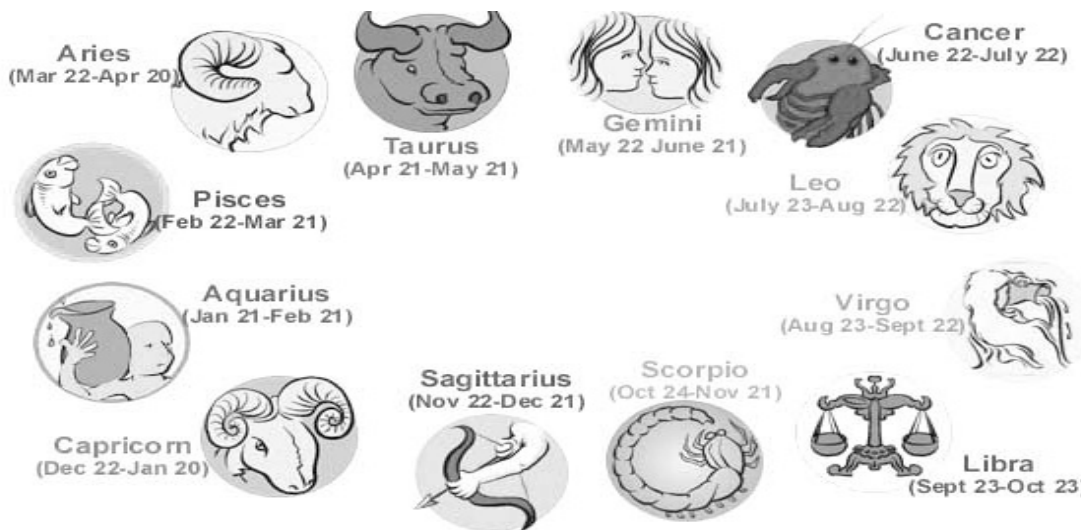 Aries
(Mar 22-Apr 20)
Taurus
(Apr 21-May 21)
Gemini
(May 22 June 21)
Cancer
(June 22-July 22)
Leo
(July 23-Aug 22)
Virgo
(Aug 23-Sept 22)
Libra
(Sept 23-Oct 23)
Scorpio
(Oct 24-Nov 21)
Sagittarius
(Nov 22-Dec 21)
Capricorn
(Dec 22-Jan 20)
Aquarius
(Jan 21-Feb 21)
Pisces
(Feb 22-Mar 21)